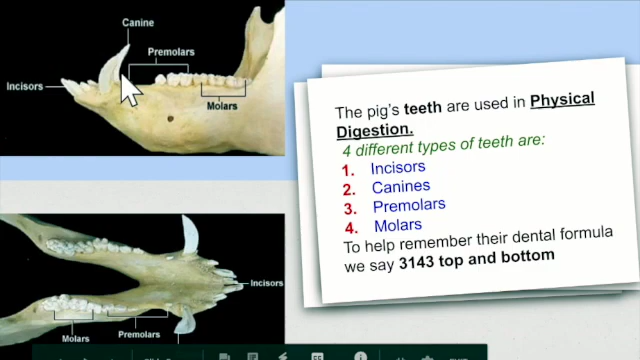 Canine
Premolars
Incisors
Molars
The pig's teeth are used in Physical
Digestion.
4 different types of teeth are:
1. Incisors
2. Canines
3. Premolars
4. Molars
To help remember their dental formula
we say 3143 top and bottom
Incisors
Premolars
Molars